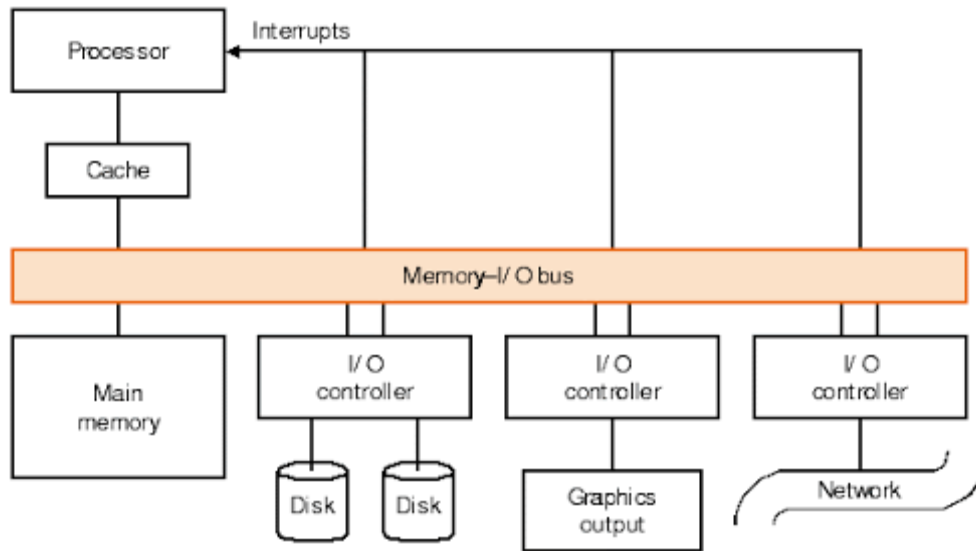 Interrupts
Processor
Cache
Memory–I/O bus
Main
memory
I/O
controller
I/O
controller
I/O
controller
Disk
Disk
Graphics
output
Network